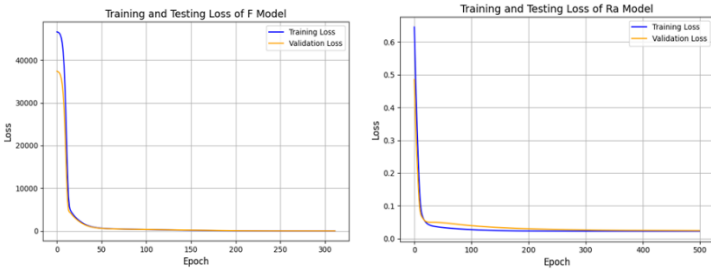 Training and Testing Loss of F Model
Training Loss
Validation Loss
40000
30000
20000
10000
0
Loss
0
50
100
150
200
250
300
Epoch
Training and Testing Loss of Ra Model
Training Loss
Validation Loss
0.6
0.5
0.4
0.3
0.2
0.1
0.0
Loss
0
100
200
300
400
500
Epoch